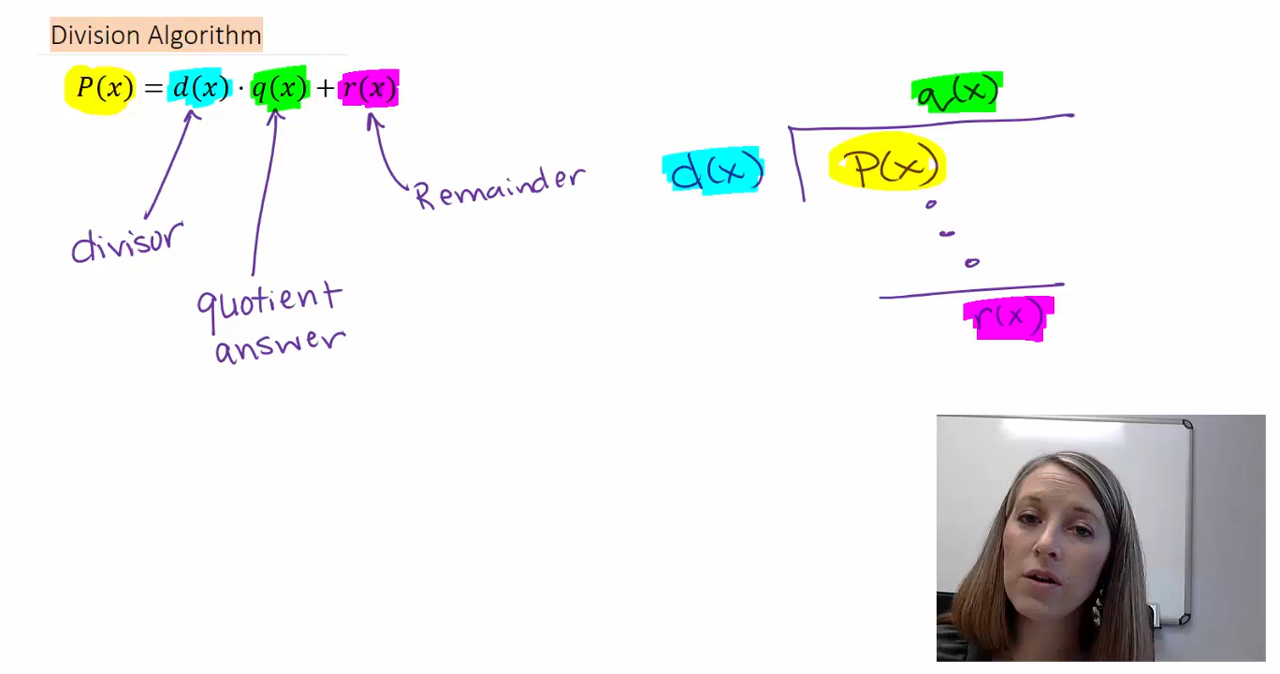 Division Algorithm
P(x) = d(x) · q(x) + r(x)
divisor
quotient
answer
Remainder
q(x)
d(x)
P(x)
r(x)